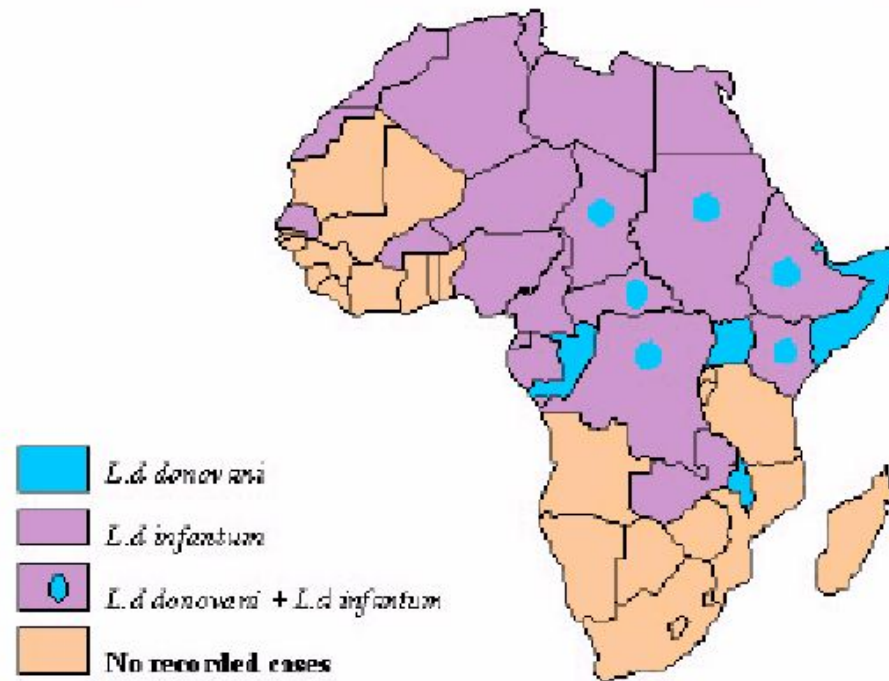 L.d donovani
L.d infantum
L.d donovani + L.d infantum
No recorded cases